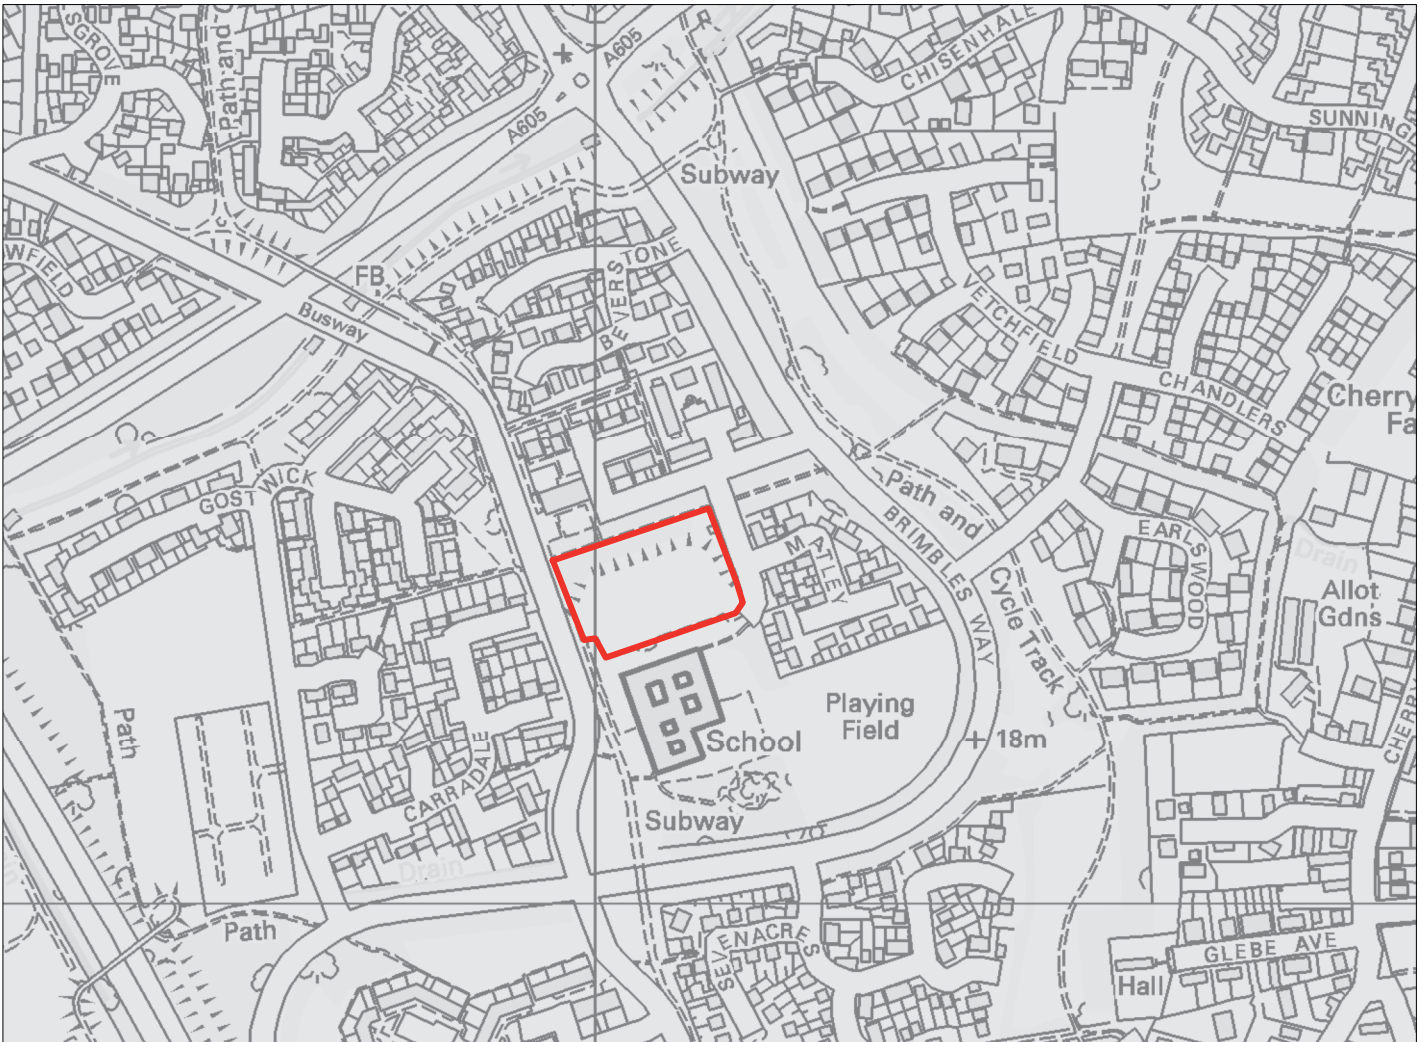 SGROVE
Path and
A605
A605
CHISENHALE
SUNNING
Subway
WFIELD
FB
Busway
BEVERSTONE
VETCHFIELD
CHANDLERS
Cherry
Fa
GOSTWICK
Path and
BRIMBLES WAY
MATLEY
EARLSWOOD
Drain
Allot
Gdns
Cycle Track
Path
Playing
Field
School
18m
CHERRY
CARRADALE
Subway
Drain
Path
SEVENACRES
GLEBE AVE
Hall